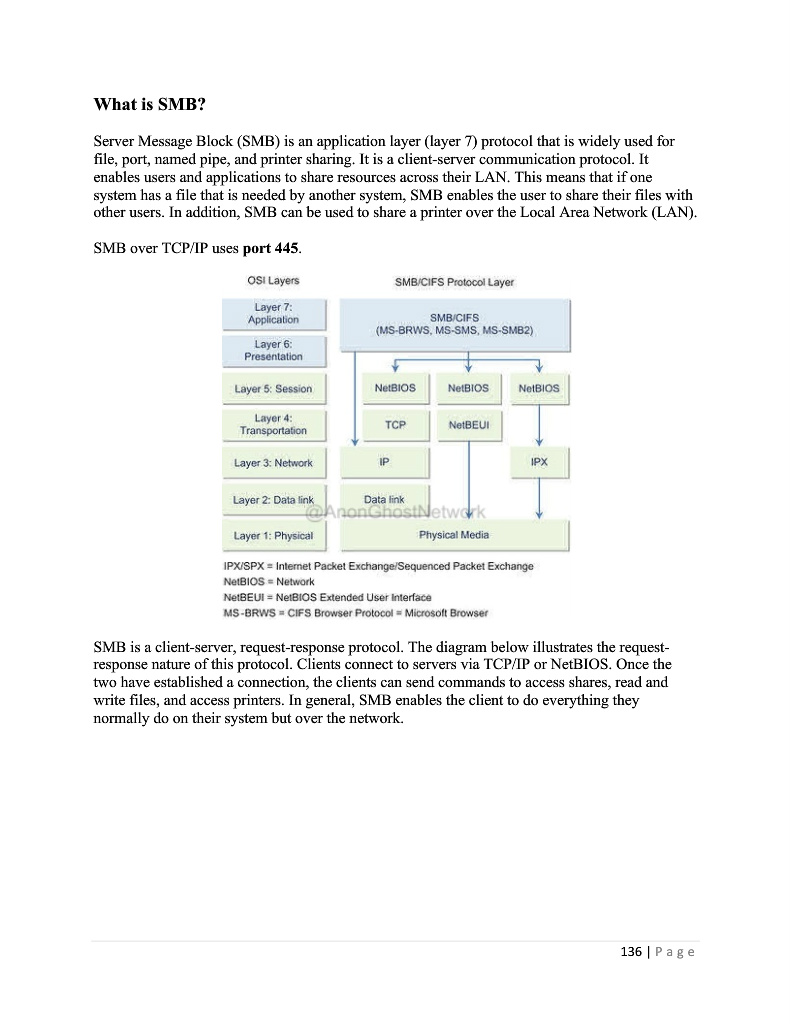 What is SMB?
Server Message Block (SMB) is an application layer (layer 7) protocol that is widely used for
file, port, named pipe, and printer sharing. It is a client-server communication protocol. It
enables users and applications to share resources across their LAN. This means that if one
system has a file that is needed by another system, SMB enables the user to share their files with
other users. In addition, SMB can be used to share a printer over the Local Area Network (LAN).
SMB over TCP/IP uses port 445.
OSI Layers
SMB/CIFS Protocol Layer
Layer 7:
Application
SMB/CIFS
(MS-BRWS, MS-SMS, MS-SMB2)
Layer 6:
Presentation
Layer 5: Session
NetBIOS
NetBIOS
NetBIOS
Layer 4:
Transportation
TCP
NetBEUI
Layer 3: Network
IP
IPX
Layer 2: Data link
Data link
@AnonGhostNetwork
Layer 1: Physical
Physical Media
IPX/SPX = Internet Packet Exchange/Sequenced Packet Exchange
NetBIOS = Network
NetBEUI = NetBIOS Extended User Interface
MS-BRWS = CIFS Browser Protocol = Microsoft Browser
SMB is a client-server, request-response protocol. The diagram below illustrates the request-
response nature of this protocol. Clients connect to servers via TCP/IP or NetBIOS. Once the
two have established a connection, the clients can send commands to access shares, read and
write files, and access printers. In general, SMB enables the client to do everything they
normally do on their system but over the network.
136 | P a g e